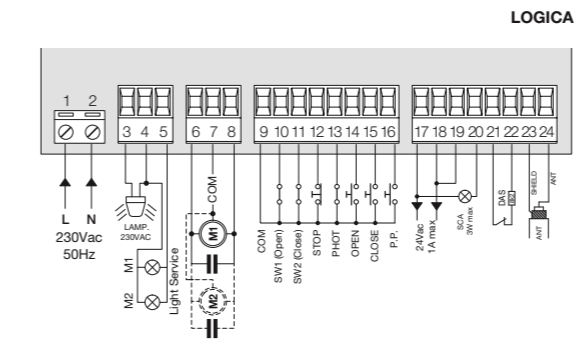 LOGICA
1 2
3 4 5 6 7 8 9 10 11 12 13 14 15 16 17 18 19 20 21 22 23 24
L N
230Vac
50Hz
LAMP.
230VAC
M1
M2
Light Service
COM
M1
M2
COM
SW1 (Open)
SW2 (Close)
STOP
PHOT
OPEN
CLOSE
P.P.
24Vac
1A max
SCA
3W max
DAS
SHIELD
ANT
ANT